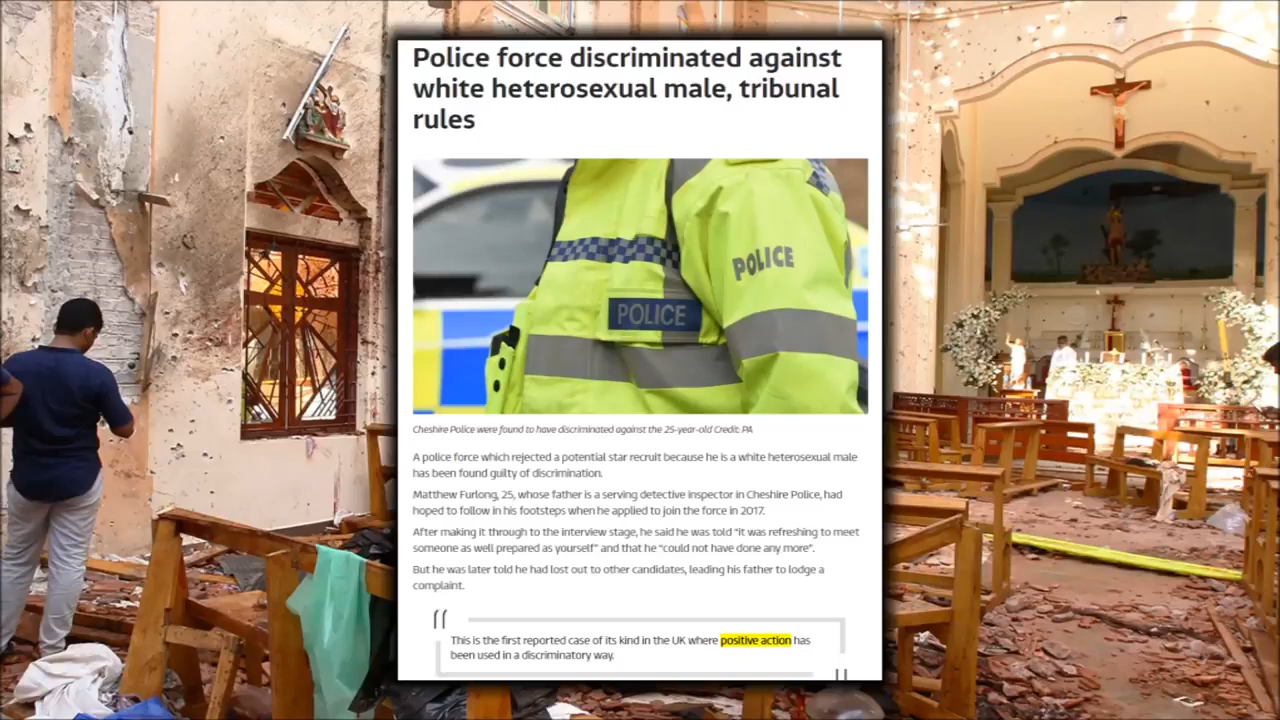 Police force discriminated against
white heterosexual male, tribunal
rules
POLICE
POLICE
Cheshire Police were found to have discriminated against the 25-year-old Credit: PA
A police force which rejected a potential star recruit because he is a white heterosexual male
has been found guilty of discrimination.
Matthew Furlong, 25, whose father is a serving detective inspector in Cheshire Police, had
hoped to follow in his footsteps when he applied to join the force in 2017.
After making it through to the interview stage, he said he was told "it was refreshing to meet
someone as well prepared as yourself" and that he "could not have done any more".
But he was later told he had lost out to other candidates, leading his father to lodge a
complaint.
This is the first reported case of its kind in the UK where positive action has
been used in a discriminatory way.